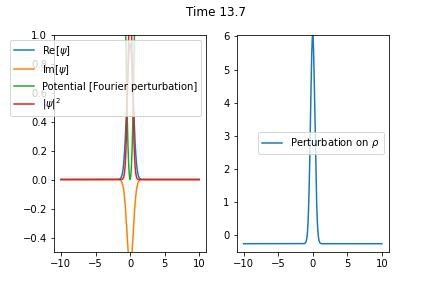 Time 13.7
Re[ψ]
Im[ψ]
Potential [Fourier perturbation]
|ψ|²
1.0
0.8
0.6
0.4
0.2
0.0
−0.2
−0.4
−10 −5 0 5 10
Perturbation on ρ
6
5
4
3
2
1
0
−10 −5 0 5 10